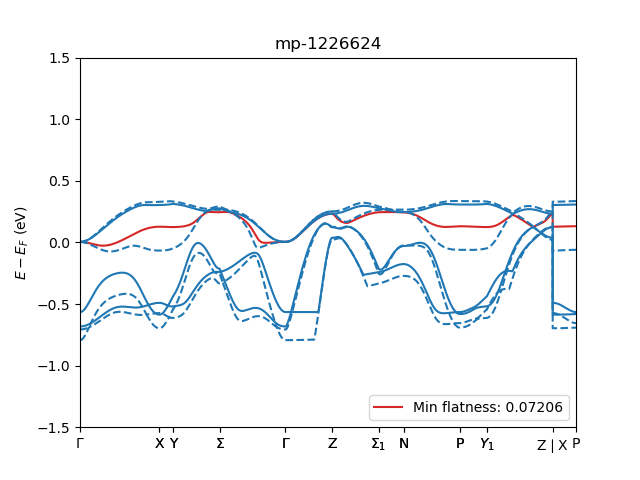 mp-1226624
E − E_F (eV)
1.5
1.0
0.5
0.0
−0.5
−1.0
−1.5
Min flatness: 0.07206
Γ X Y Σ Γ Z Σ₁ N P Y₁ Z | X P